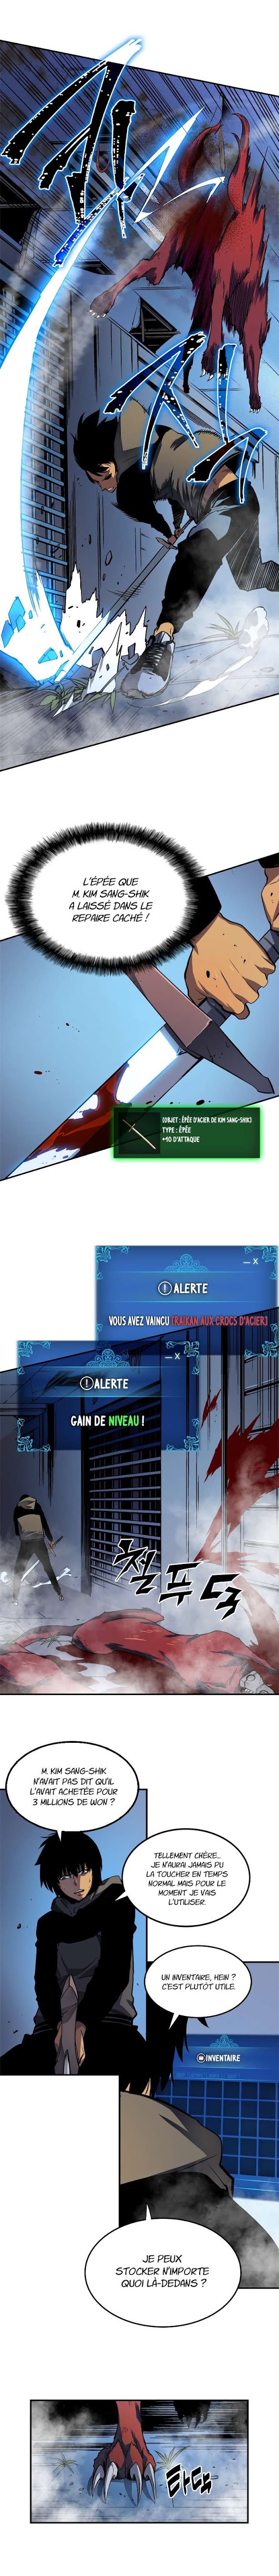 L'ÉPÉE QUE
M. KIM SANG-SHIK
A LAISSÉ DANS LE
REPAIRE CACHÉ !
[OBJET : ÉPÉE D'ACIER DE KIM SANG-SHIK]
TYPE : ÉPÉE
+10 D'ATTAQUE
ALERTE
VOUS AVEZ VAINCU [RAIKAN AUX CROCS D'ACIER]
ALERTE
GAIN DE NIVEAU !
철푸덕
M. KIM SANG-SHIK
N'AVAIT PAS DIT QU'IL
L'AVAIT ACHETÉE POUR
3 MILLIONS DE WON ?
TELLEMENT CHÈRE...
JE N'AURAI JAMAIS PU
LA TOUCHER EN TEMPS
NORMAL MAIS POUR LE
MOMENT JE VAIS
L'UTILISER.
UN INVENTAIRE, HEIN ?
C'EST PLUTÔT UTILE.
INVENTAIRE
JE PEUX
STOCKER N'IMPORTE
QUOI LÀ-DEDANS ?
타닥